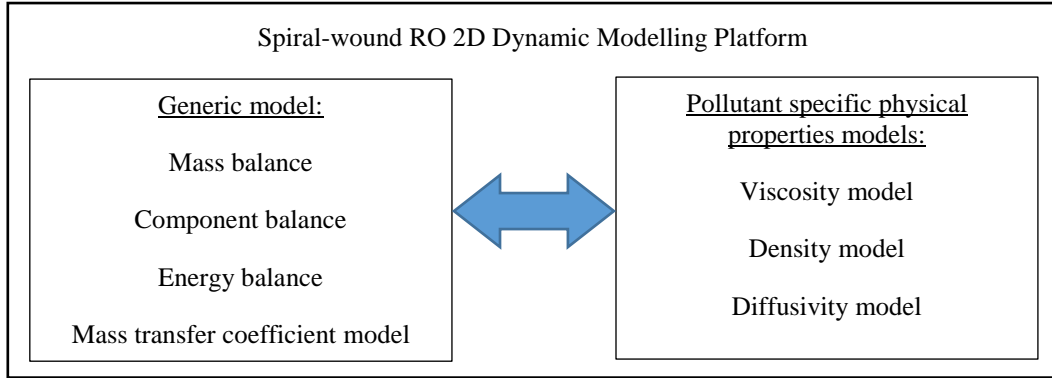 Spiral-wound RO 2D Dynamic Modelling Platform
Generic model:
Mass balance
Component balance
Energy balance
Mass transfer coefficient model
Pollutant specific physical
properties models:
Viscosity model
Density model
Diffusivity model